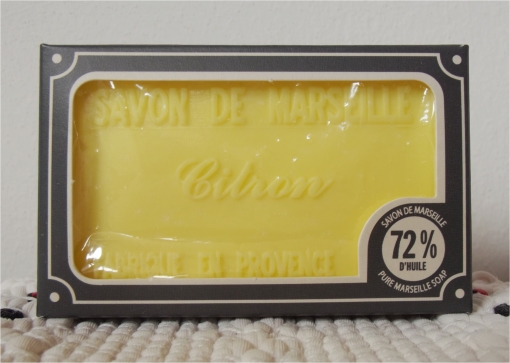 SAVON DE MARSEILLE
Citron
FABRIQUÉ EN PROVENCE
SAVON DE MARSEILLE
72%
D'HUILE
PURE MARSEILLE SOAP